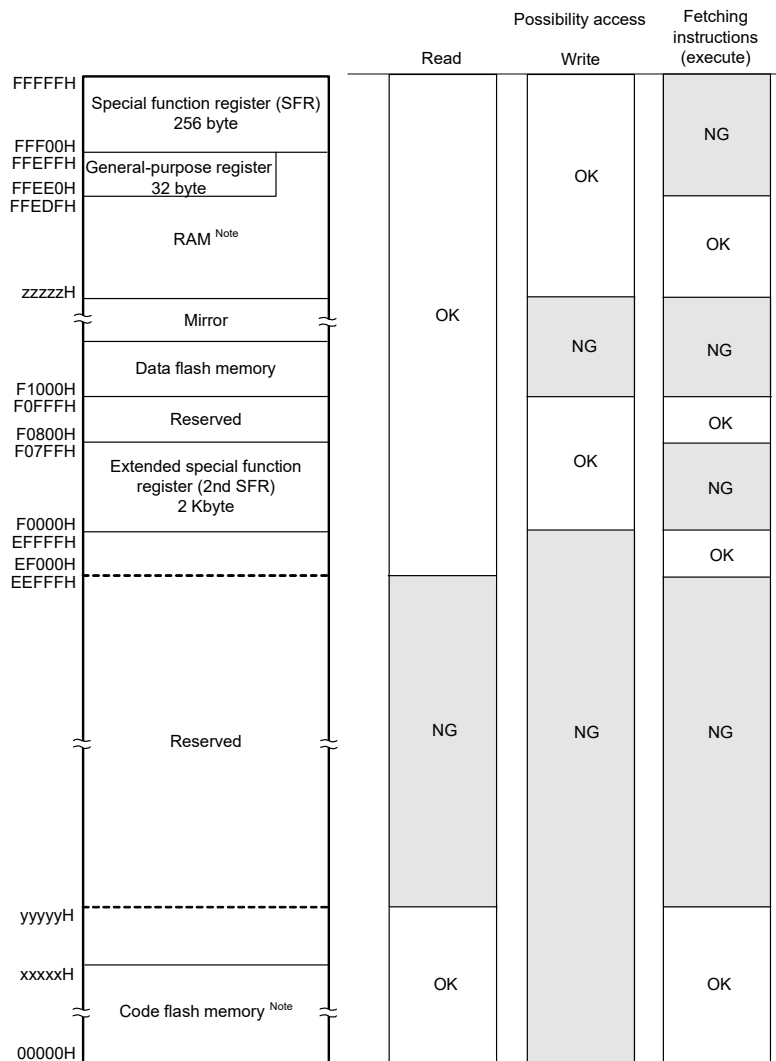 Possibility access
Fetching
instructions
(execute)
Read
Write
FFFFFH
Special function register (SFR)
256 byte
NG
FFF00H
FFEFFH
General-purpose register
32 byte
OK
FFEE0H
FFEDFH
RAM Note
OK
zzzzzH
Mirror
OK
NG
NG
Data flash memory
F1000H
F0FFFH
Reserved
OK
F0800H
F07FFH
Extended special function
register (2nd SFR)
2 Kbyte
OK
NG
F0000H
EFFFFH
OK
EF000H
EEFFFH
Reserved
NG
NG
NG
yyyyyH
xxxxxH
Code flash memory Note
OK
OK
00000H